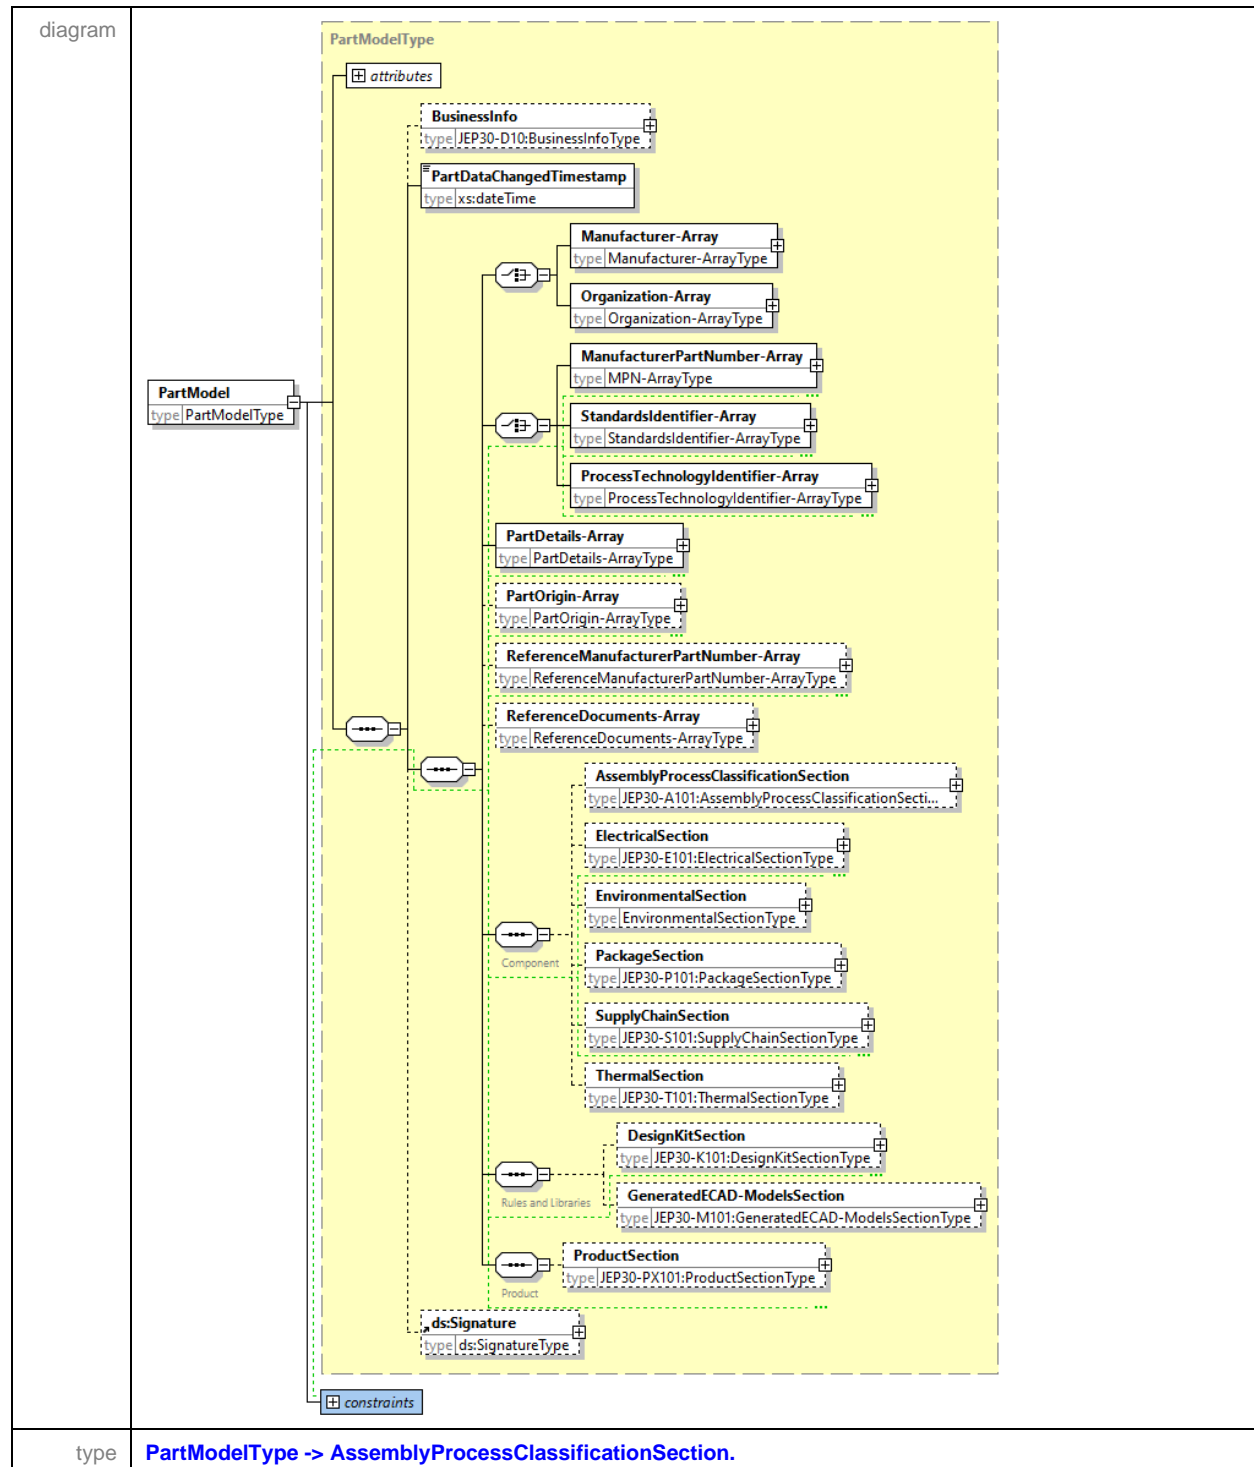 diagram
PartModelType
attributes
BusinessInfo
type JEP30-D10:BusinessInfoType
PartDataChangedTimestamp
type xs:dateTime
Manufacturer-Array
type Manufacturer-ArrayType
Organization-Array
type Organization-ArrayType
ManufacturerPartNumber-Array
type MPN-ArrayType
PartModel
type PartModelType
StandardsIdentifier-Array
type StandardsIdentifier-ArrayType
ProcessTechnologyIdentifier-Array
type ProcessTechnologyIdentifier-ArrayType
PartDetails-Array
type PartDetails-ArrayType
PartOrigin-Array
type PartOrigin-ArrayType
ReferenceManufacturerPartNumber-Array
type ReferenceManufacturerPartNumber-ArrayType
ReferenceDocuments-Array
type ReferenceDocuments-ArrayType
AssemblyProcessClassificationSection
type JEP30-A101:AssemblyProcessClassificationSecti...
ElectricalSection
type JEP30-E101:ElectricalSectionType
EnvironmentalSection
type EnvironmentalSectionType
Component
PackageSection
type JEP30-P101:PackageSectionType
SupplyChainSection
type JEP30-S101:SupplyChainSectionType
ThermalSection
type JEP30-T101:ThermalSectionType
DesignKitSection
type JEP30-K101:DesignKitSectionType
Rules and Libraries
GeneratedECAD-ModelsSection
type JEP30-M101:GeneratedECAD-ModelsSectionType
ProductSection
type JEP30-PX101:ProductSectionType
Product
ds:Signature
type ds:SignatureType
constraints
type PartModelType -> AssemblyProcessClassificationSection.